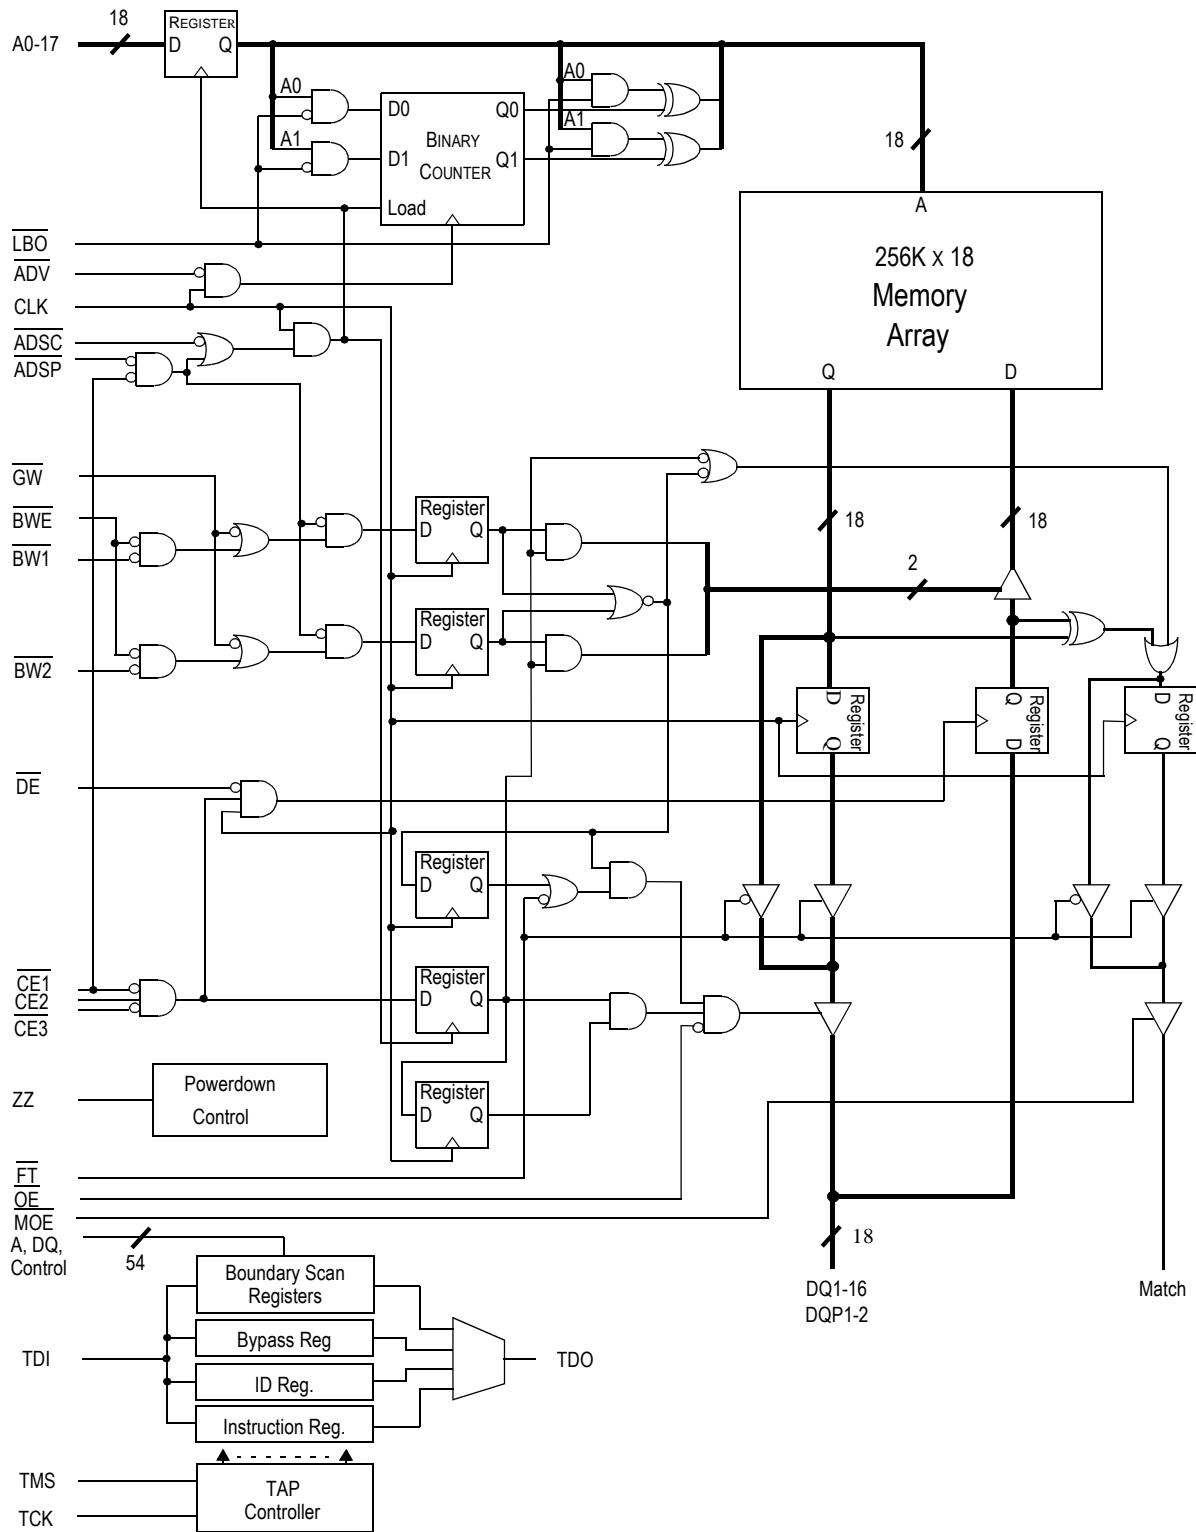 18
REGISTER
A0-17
D Q
A0
A0
D0 Q0
A1
BINARY
A1
D1 Q1
COUNTER
18
Load
A
LBO
256K x 18
ADV
Memory
CLK
Array
ADSC
ADSP
Q D
GW
Register
D Q
18
18
BWE
BW1
2
Register
D Q
BW2
D
Q
Register
Q
D
Register
D
Q
Register
DE
Register
D Q
CE1
CE2
CE3
Register
D Q
Powerdown
Control
ZZ
Register
D Q
FT
OE
MOE
A, DQ,
Control
54
18
Boundary Scan
Registers
DQ1-16
DQP1-2
Match
Bypass Reg
TDI
TDO
ID Reg.
Instruction Reg.
TMS
TAP
Controller
TCK